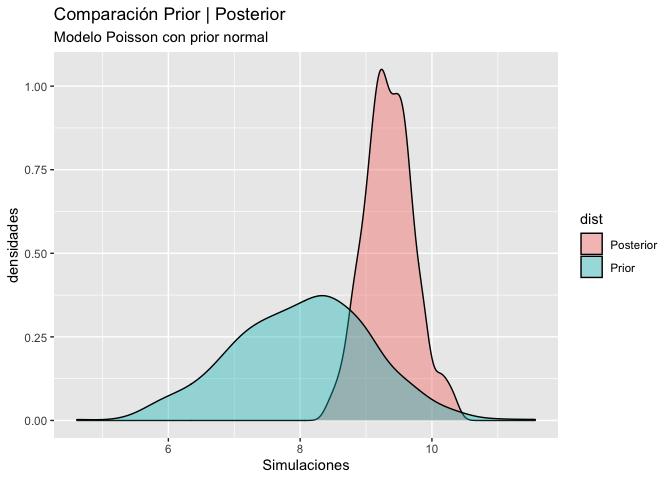 Comparación Prior | Posterior
Modelo Poisson con prior normal
1.00
0.75
0.50
0.25
0.00
densidades
6
8
10
Simulaciones
dist
Posterior
Prior